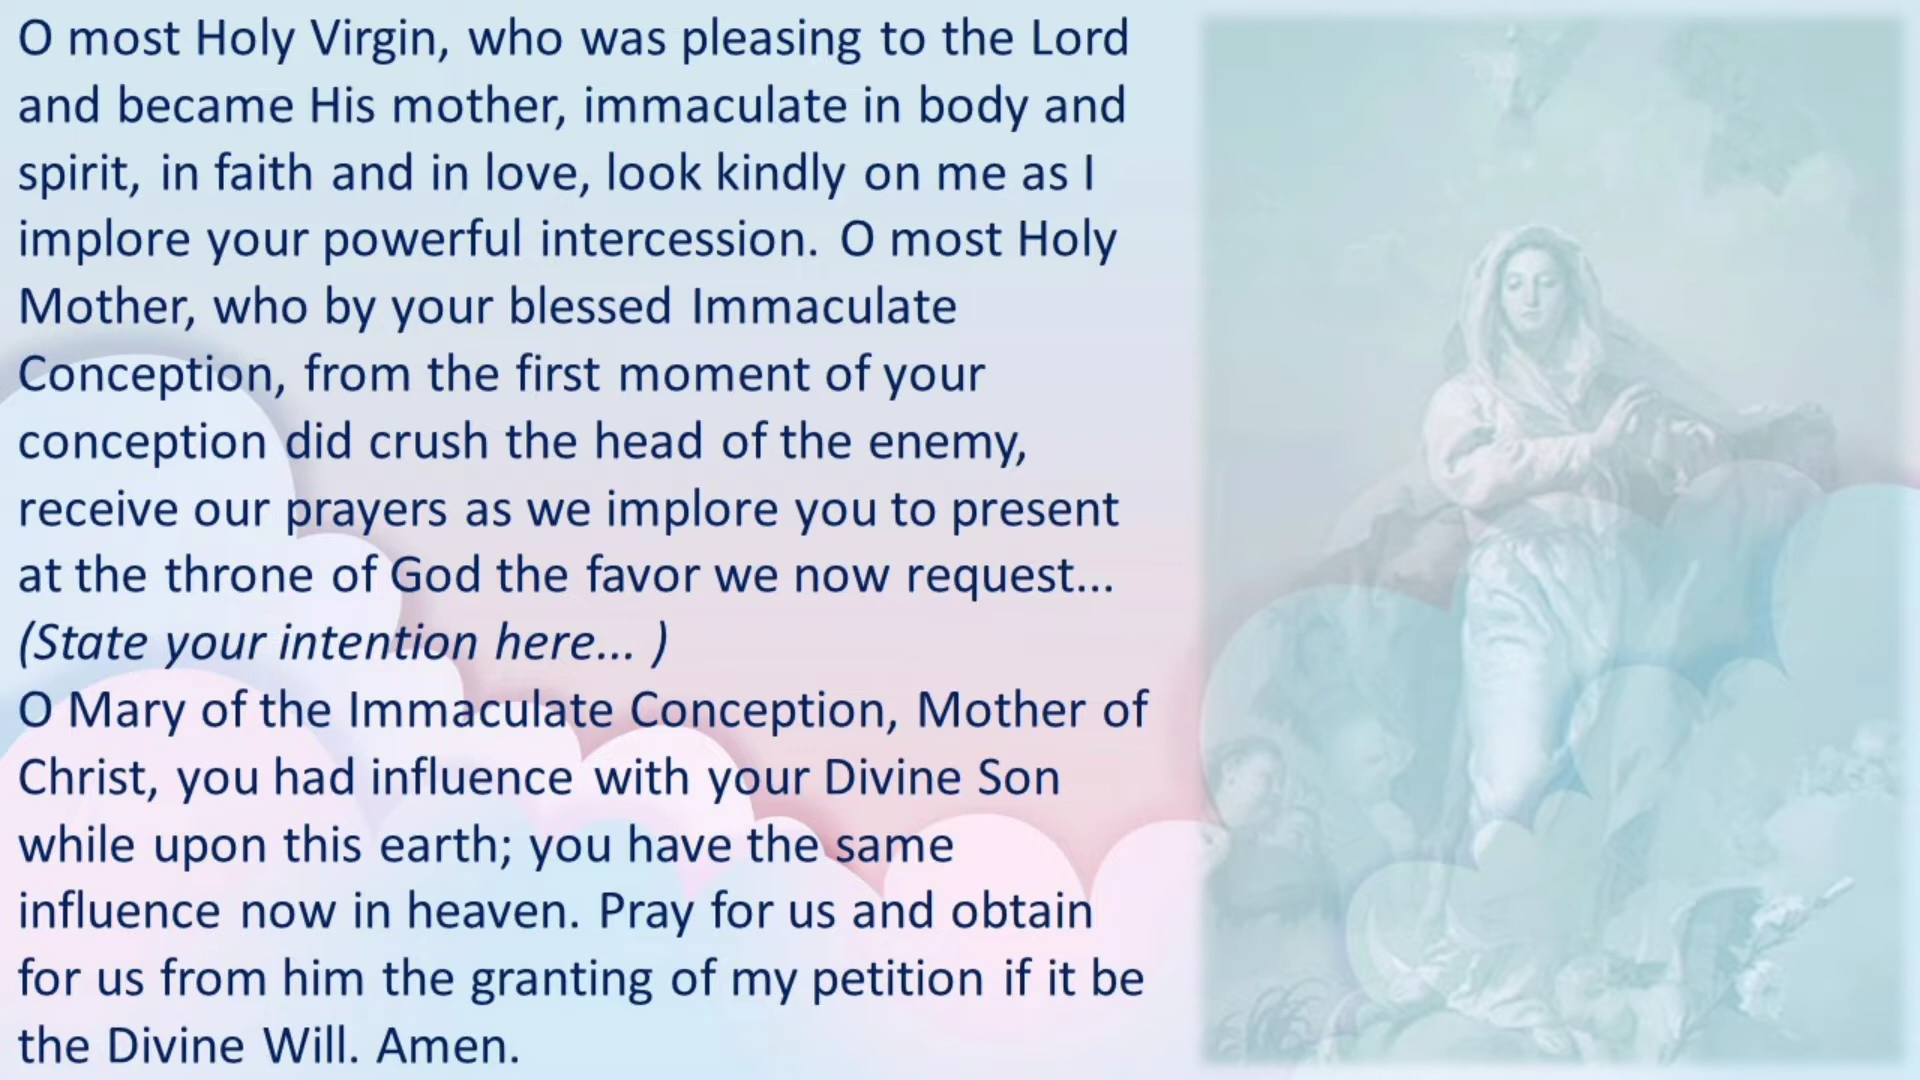 O most Holy Virgin, who was pleasing to the Lord
and became His mother, immaculate in body and
spirit, in faith and in love, look kindly on me as I
implore your powerful intercession. O most Holy
Mother, who by your blessed Immaculate
Conception, from the first moment of your
conception did crush the head of the enemy,
receive our prayers as we implore you to present
at the throne of God the favor we now request...
(State your intention here... )
O Mary of the Immaculate Conception, Mother of
Christ, you had influence with your Divine Son
while upon this earth; you have the same
influence now in heaven. Pray for us and obtain
for us from him the granting of my petition if it be
the Divine Will. Amen.